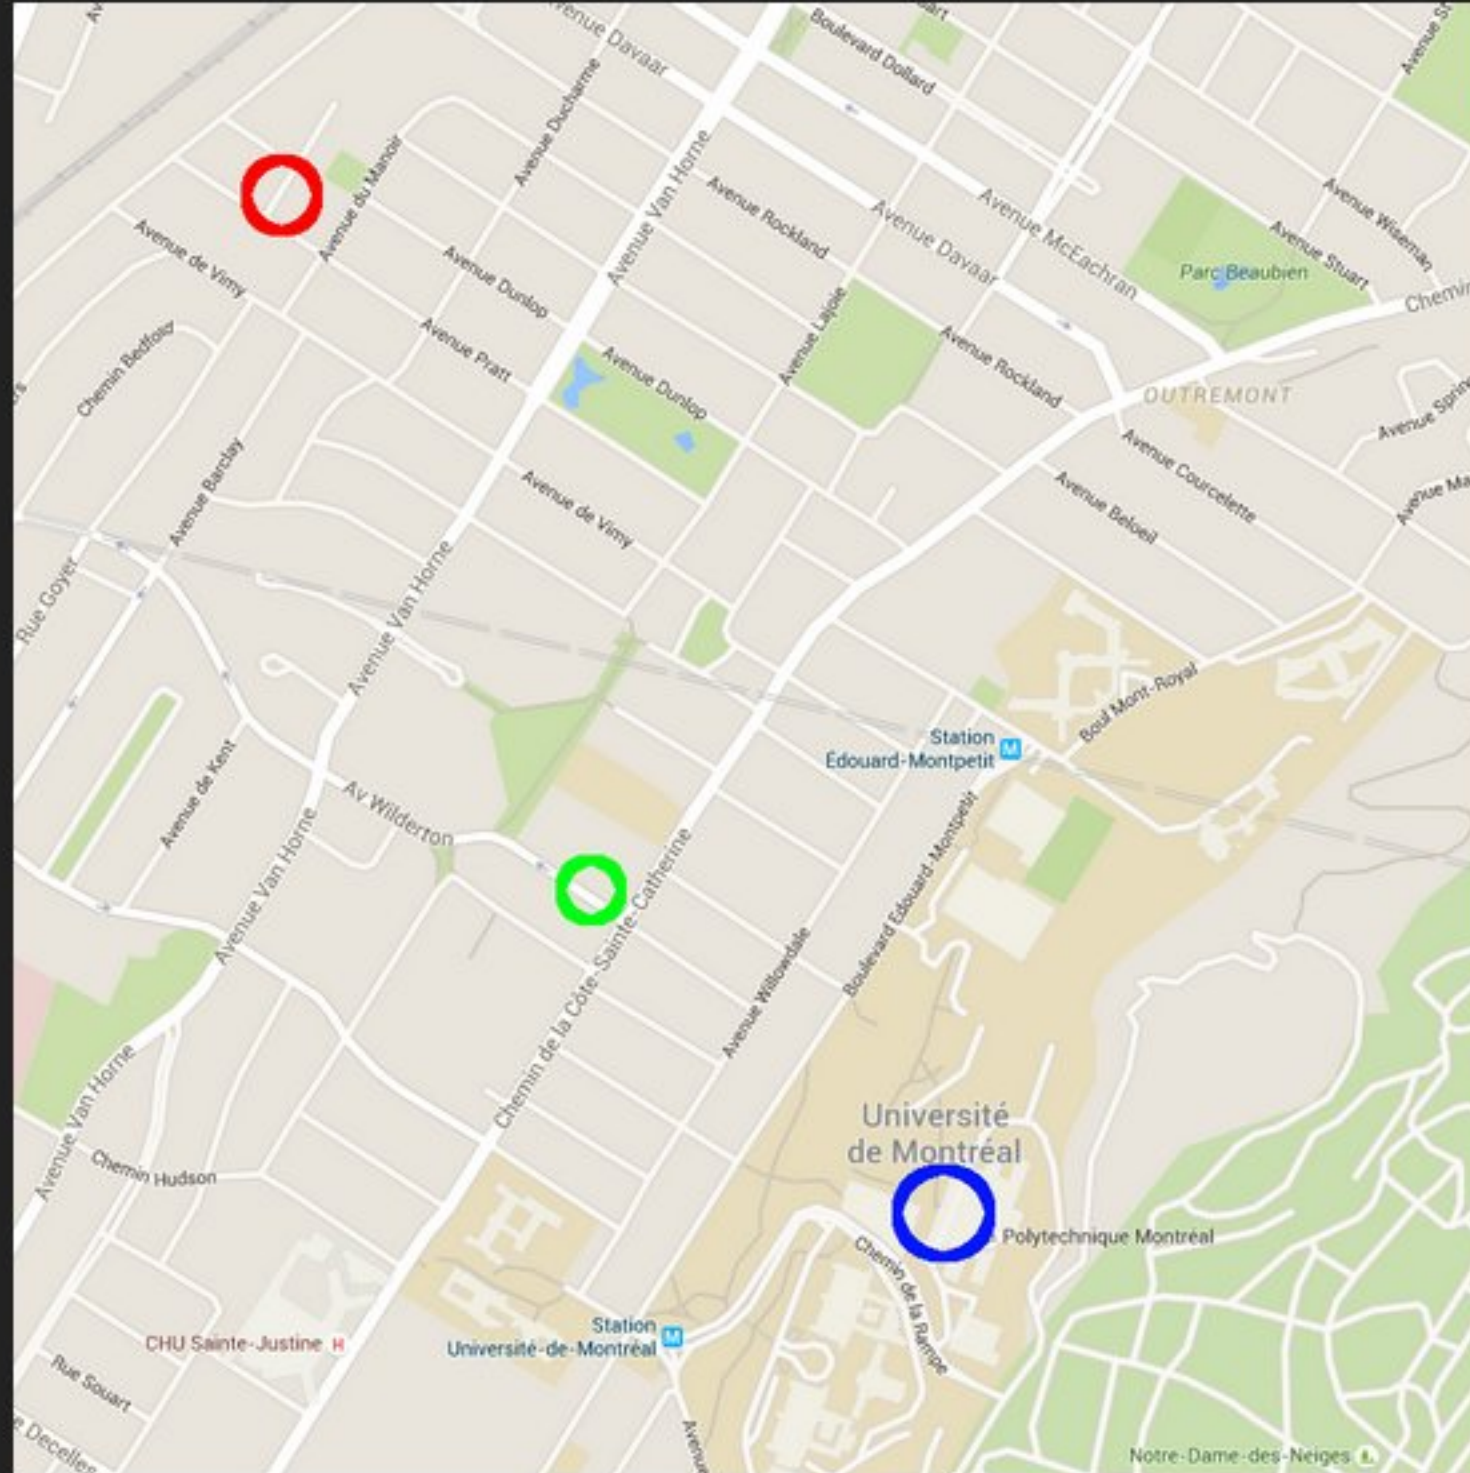 Avenue Davaar
Boulevard Dollard
Avenue Ducharme
Avenue du Manoir
Avenue Van Horne
Avenue Rockland
Avenue Davaar
Avenue McEachran
Avenue Wiseman
Avenue Stuart
Parc Beaubien
Avenue de Vimy
Avenue Dunlop
Avenue Pratt
Chemin Bedford
Avenue Lajoie
Avenue Dunlop
Avenue Rockland
OUTREMONT
Avenue Barclay
Avenue de Vimy
Avenue Courcelette
Avenue Beloeil
Rue Goyer
Avenue Van Horne
Station
Édouard-Montpetit
Boul Mont-Royal
Avenue de Kent
Av Wilderton
Avenue Van Horne
Chemin de la Côte-Sainte-Catherine
Boulevard Edouard-Montpetit
Avenue Willowdale
Avenue Van Horne
Chemin Hudson
Université
de Montréal
Polytechnique Montréal
Chemin de la Rampe
CHU Sainte-Justine H
Station
Université-de-Montréal
Rue Souart
Decelles
Avenue
Notre-Dame-des-Neiges